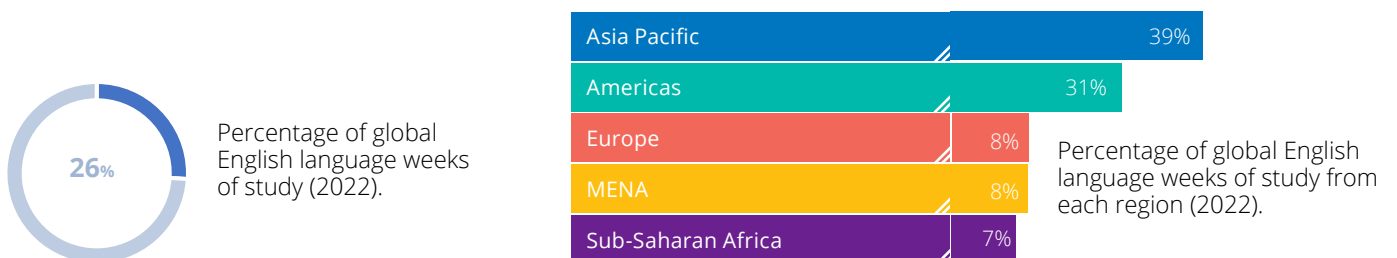 26%
Percentage of global
English language weeks
of study (2022).
Asia Pacific 39%
Americas 31%
Europe 8%
MENA 8%
Sub-Saharan Africa 7%
Percentage of global English
language weeks of study from
each region (2022).